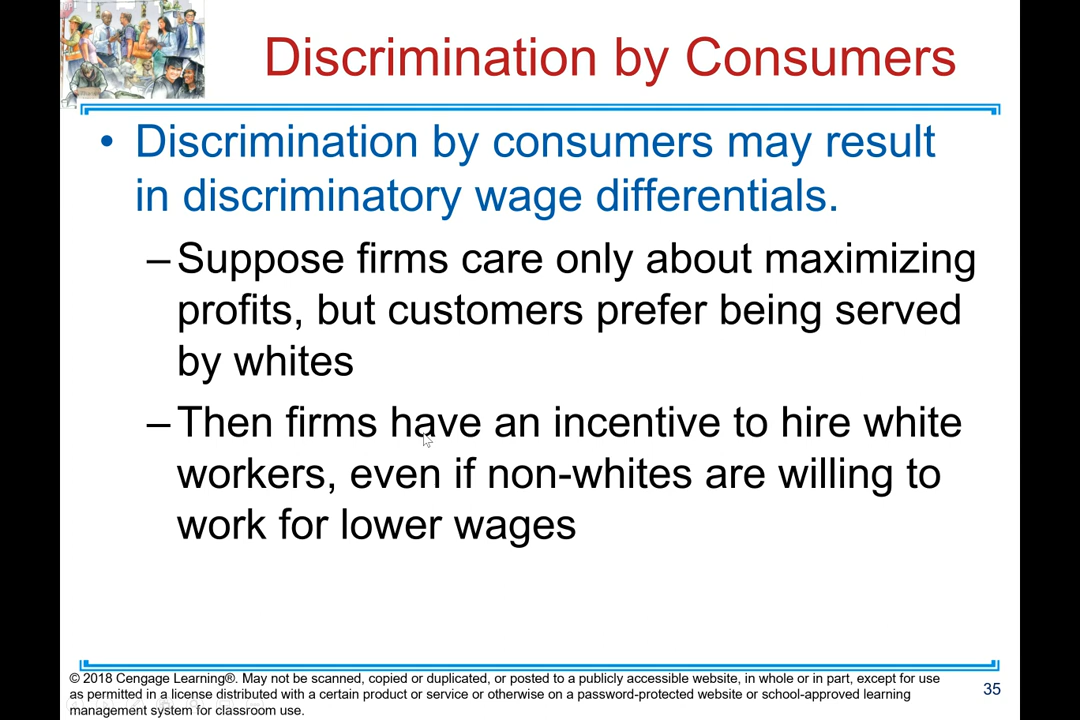 Discrimination by Consumers
• Discrimination by consumers may result
in discriminatory wage differentials.
– Suppose firms care only about maximizing
profits, but customers prefer being served
by whites
– Then firms have an incentive to hire white
workers, even if non-whites are willing to
work for lower wages
© 2018 Cengage Learning®. May not be scanned, copied or duplicated, or posted to a publicly accessible website, in whole or in part, except for use
as permitted in a license distributed with a certain product or service or otherwise on a password-protected website or school-approved learning
management system for classroom use.
35